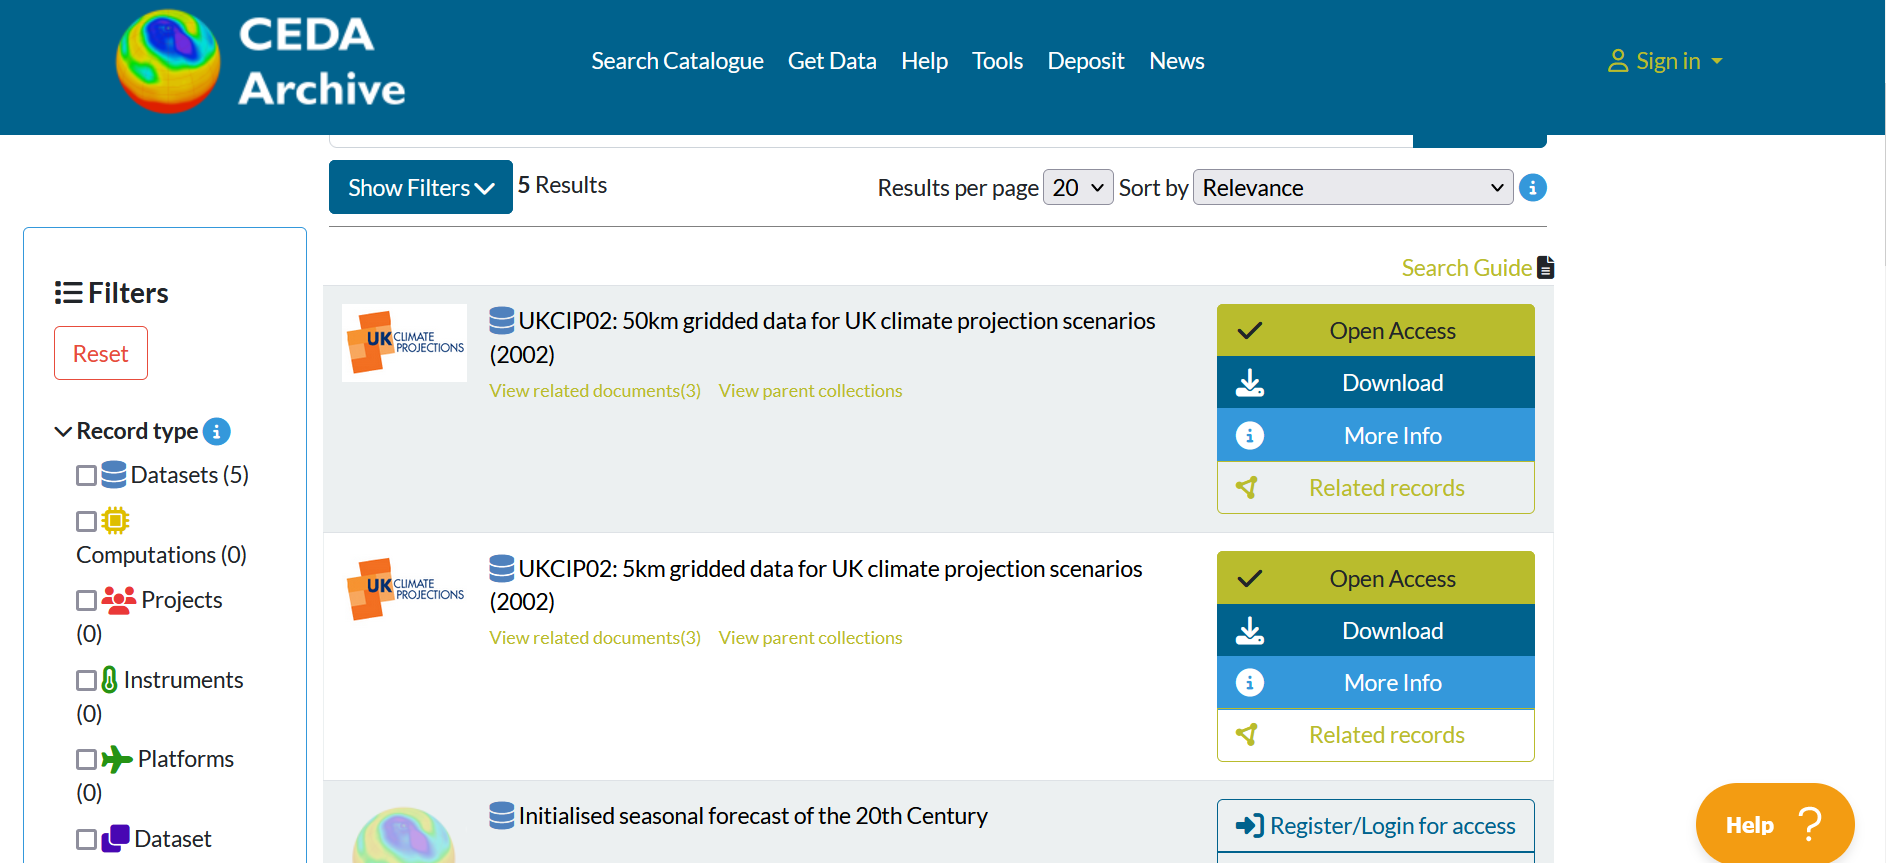 CEDA
Archive
Search Catalogue Get Data Help Tools Deposit News
Sign in
Show Filters 5 Results
Results per page 20 Sort by Relevance
Search Guide
Filters
Reset
Record type
Datasets (5)
Computations (0)
Projects
(0)
Instruments
(0)
Platforms
(0)
Dataset
UK CLIMATE
PROJECTIONS
UKCIP02: 50km gridded data for UK climate projection scenarios
(2002)
View related documents(3) View parent collections
Open Access
Download
More Info
Related records
UK CLIMATE
PROJECTIONS
UKCIP02: 5km gridded data for UK climate projection scenarios
(2002)
View related documents(3) View parent collections
Open Access
Download
More Info
Related records
Initialised seasonal forecast of the 20th Century
Register/Login for access
Help ?